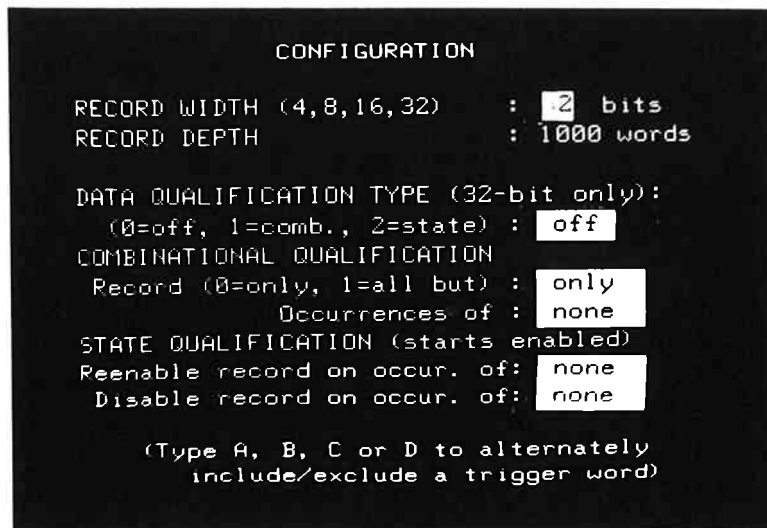 CONFIGURATION
RECORD WIDTH (4,8,16,32) : 2 bits
RECORD DEPTH : 1000 words
DATA QUALIFICATION TYPE (32-bit only):
(0=off, 1=comb., 2=state) : off
COMBINATIONAL QUALIFICATION
Record (0=only, 1=all but) : only
Occurrences of : none
STATE QUALIFICATION (starts enabled)
Reenable record on occur. of: none
Disable record on occur. of: none
(Type A, B, C or D to alternately
include/exclude a trigger word)